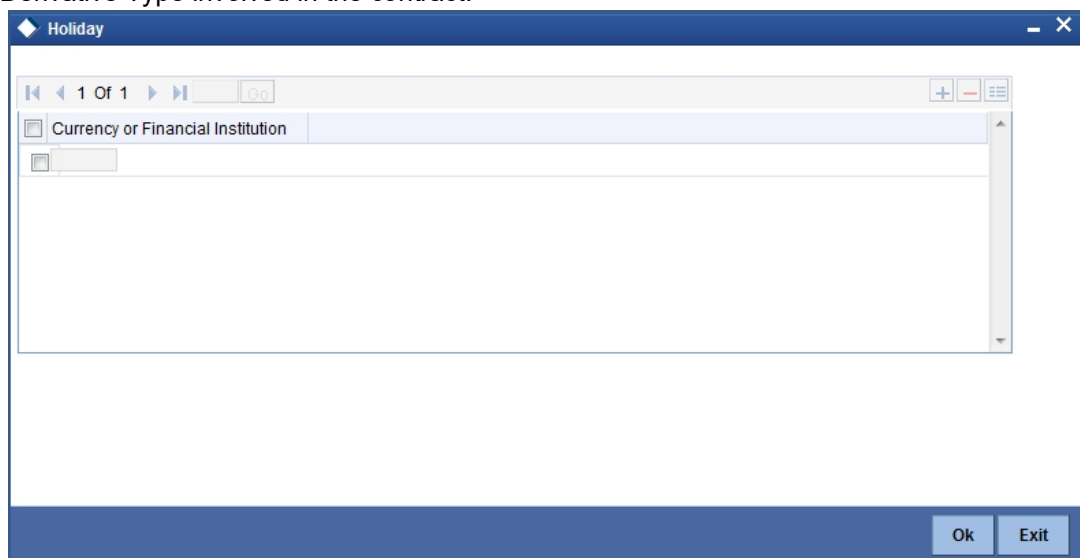 Derivative Type involved in the contract.
Holiday
1 Of 1 Go
Currency or Financial Institution
Ok Exit